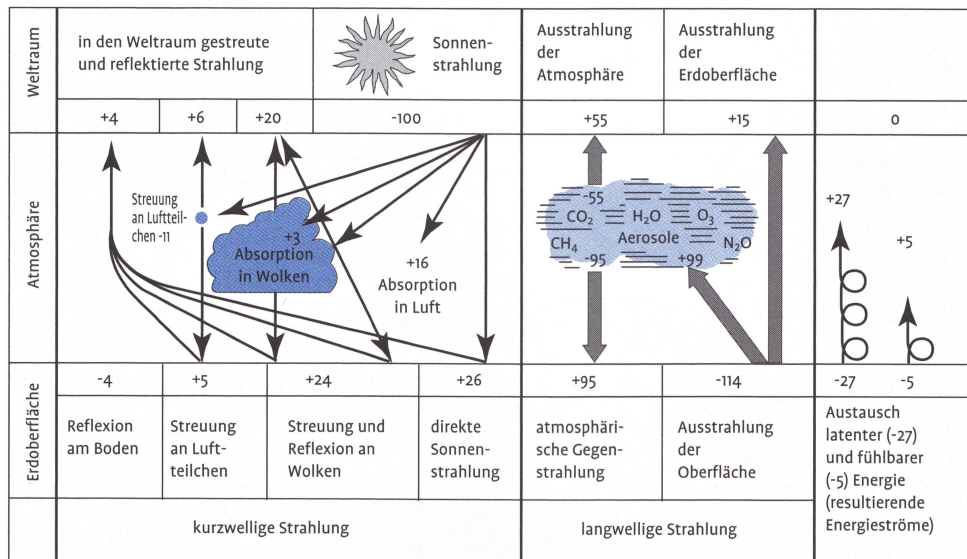 Weltraum
in den Weltraum gestreute
und reflektierte Strahlung
Sonnen-
strahlung
Ausstrahlung
der
Atmosphäre
Ausstrahlung
der
Erdoberfläche
+4
+6
+20
-100
+55
+15
0
Atmosphäre
Streuung
an Luftteil-
chen -11
+3
Absorption
in Wolken
+16
Absorption
in Luft
-55
CO2 H2O O3
CH4 Aerosole N2O
-95
+99
+27
+5
Erdoberfläche
-4
+5
+24
+26
+95
-114
-27
-5
Reflexion
am Boden
Streuung
an Luft-
teilchen
Streuung und
Reflexion an
Wolken
direkte
Sonnen-
strahlung
atmosphäri-
sche Gegen-
strahlung
Ausstrahlung
der
Oberfläche
Austausch
latenter (-27)
und fühlbarer
(-5) Energie
(resultierende
Energieströme)
kurzwellige Strahlung
langwellige Strahlung